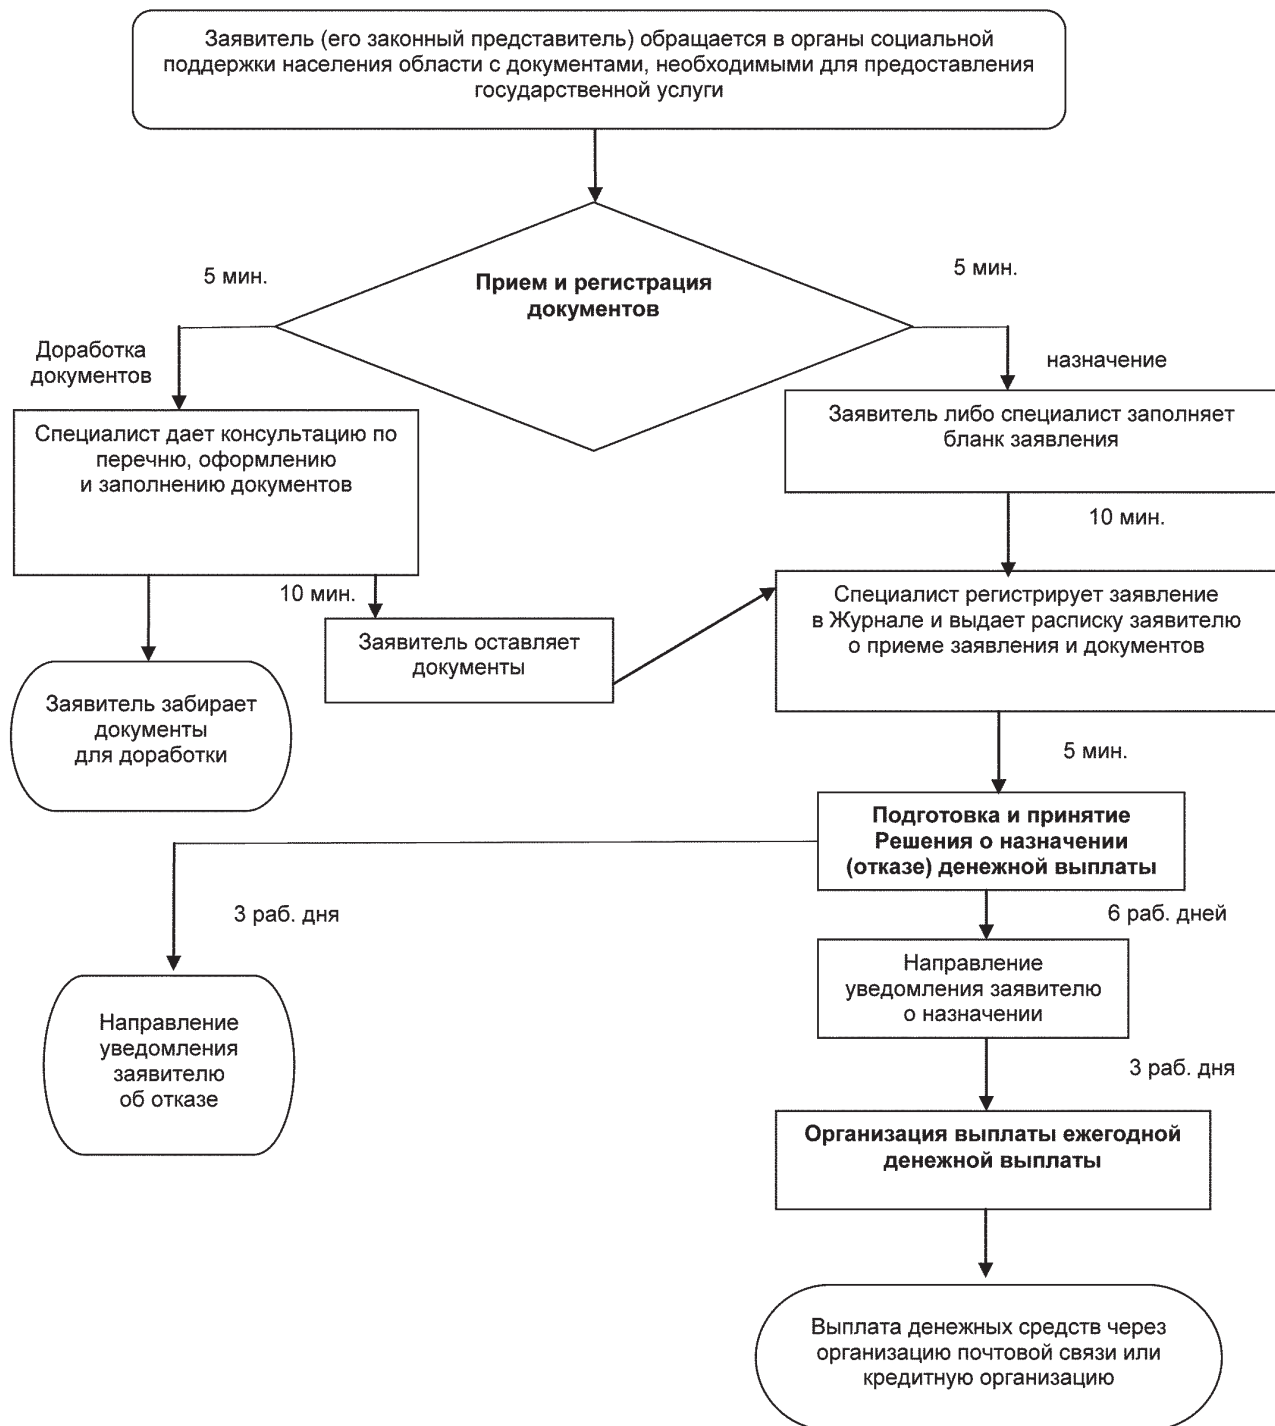 Заявитель (его законный представитель) обращается в органы социальной
поддержки населения области с документами, необходимыми для предоставления
государственной услуги
5 мин.
Прием и регистрация
документов
5 мин.
Доработка
документов
назначение
Специалист дает консультацию по
перечню, оформлению
и заполнению документов
Заявитель либо специалист заполняет
бланк заявления
10 мин.
10 мин.
Заявитель оставляет
документы
Специалист регистрирует заявление
в Журнале и выдает расписку заявителю
о приеме заявления и документов
Заявитель забирает
документы
для доработки
5 мин.
Подготовка и принятие
Решения о назначении
(отказе) денежной выплаты
3 раб. дня
6 раб. дней
Направление
уведомления заявителю
о назначении
Направление
уведомления
заявителю
об отказе
3 раб. дня
Организация выплаты ежегодной
денежной выплаты
Выплата денежных средств через
организацию почтовой связи или
кредитную организацию